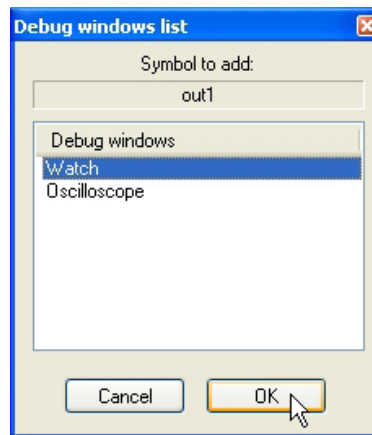 Debug windows list
Symbol to add:
out1
Debug windows
Watch
Oscilloscope
Cancel OK